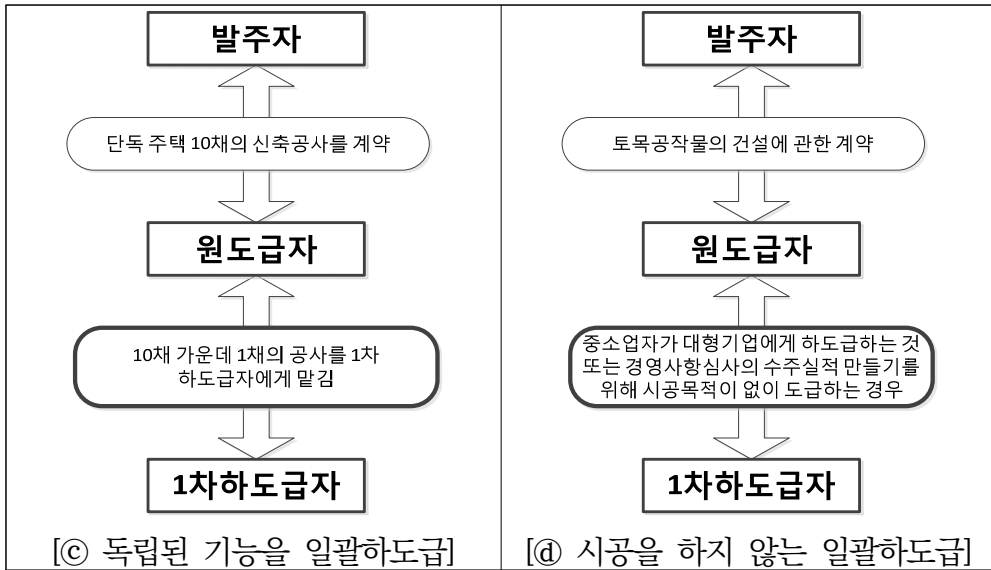 발주자
단독 주택 10채의 신축공사를 계약
원도급자
10채 가운데 1채의 공사를 1차
하도급자에게 맡김
1차하도급자
[ⓒ 독립된 기능을 일괄하도급]
발주자
토목공작물의 건설에 관한 계약
원도급자
중소업자가 대형기업에게 하도급하는 것
또는 경영사항심사의 수주실적 만들기를
위해 시공목적이 없이 도급하는 경우
1차하도급자
[ⓓ 시공을 하지 않는 일괄하도급]